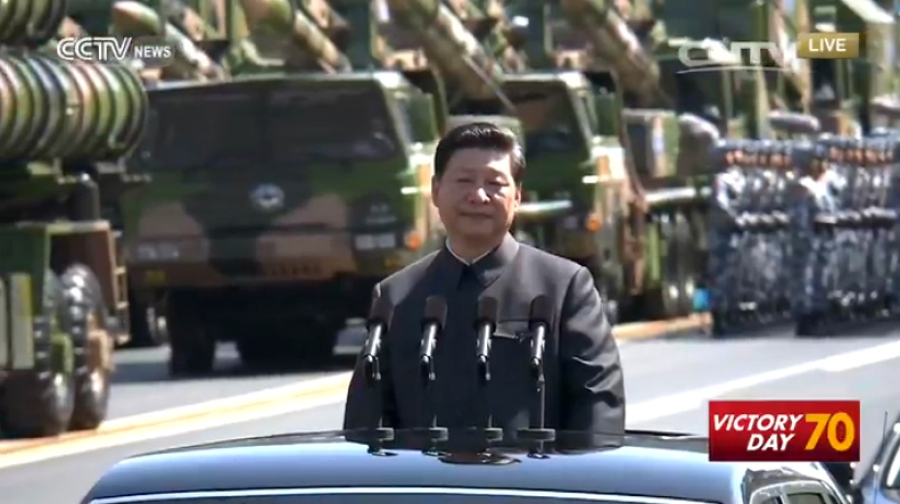 CCTV NEWS
CCTV
LIVE
VICTORY
DAY 70